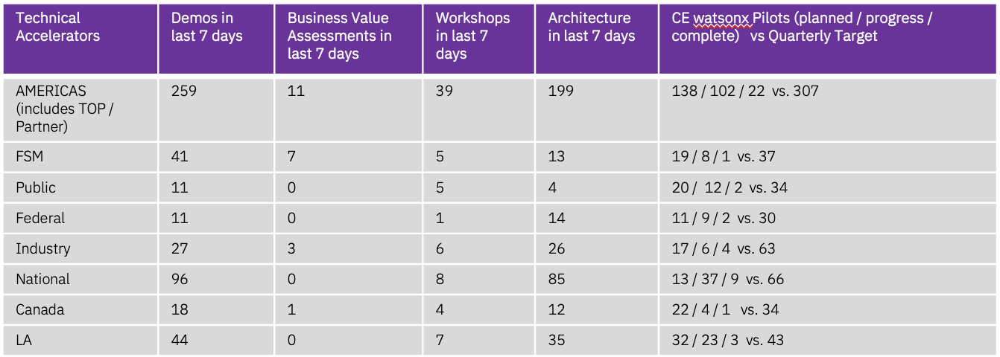 Technical
Accelerators
Demos in
last 7 days
Business Value
Assessments in
last 7 days
Workshops
in last 7
days
Architecture
in last 7 days
CE watsonx Pilots (planned / progress /
complete)   vs Quarterly Target
AMERICAS
(includes TOP /
Partner)
259
11
39
199
138 / 102 / 22  vs. 307
FSM
41
7
5
13
19 / 8 / 1  vs. 37
Public
11
0
5
4
20 /  12 / 2  vs. 34
Federal
11
0
1
14
11 / 9 / 2  vs. 30
Industry
27
3
6
26
17 / 6 / 4  vs. 63
National
96
0
8
85
13 / 37 / 9  vs. 66
Canada
18
1
4
12
22 / 4 / 1   vs. 34
LA
44
0
7
35
32 / 23 / 3  vs. 43